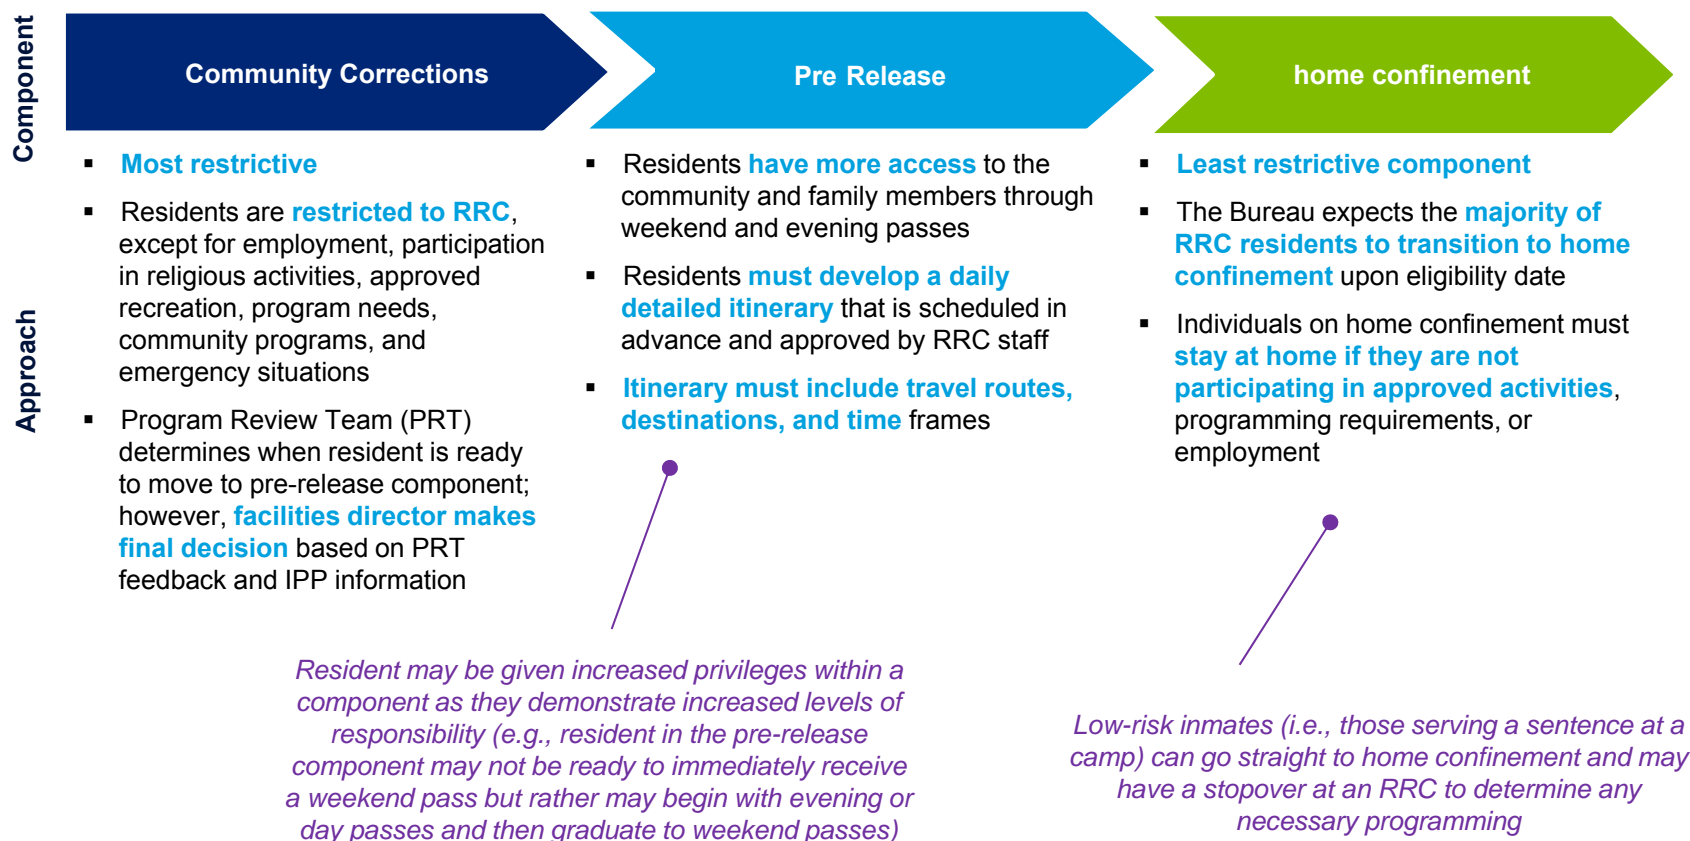 Component
Community Corrections
Pre Release
home confinement
Approach
▪ Most restrictive
▪ Residents are restricted to RRC,
except for employment, participation
in religious activities, approved
recreation, program needs,
community programs, and
emergency situations
▪ Program Review Team (PRT)
determines when resident is ready
to move to pre-release component;
however, facilities director makes
final decision based on PRT
feedback and IPP information
▪ Residents have more access to the
community and family members through
weekend and evening passes
▪ Residents must develop a daily
detailed itinerary that is scheduled in
advance and approved by RRC staff
▪ Itinerary must include travel routes,
destinations, and time frames
▪ Least restrictive component
▪ The Bureau expects the majority of
RRC residents to transition to home
confinement upon eligibility date
▪ Individuals on home confinement must
stay at home if they are not
participating in approved activities,
programming requirements, or
employment
Resident may be given increased privileges within a
component as they demonstrate increased levels of
responsibility (e.g., resident in the pre-release
component may not be ready to immediately receive
a weekend pass but rather may begin with evening or
day passes and then graduate to weekend passes)
Low-risk inmates (i.e., those serving a sentence at a
camp) can go straight to home confinement and may
have a stopover at an RRC to determine any
necessary programming